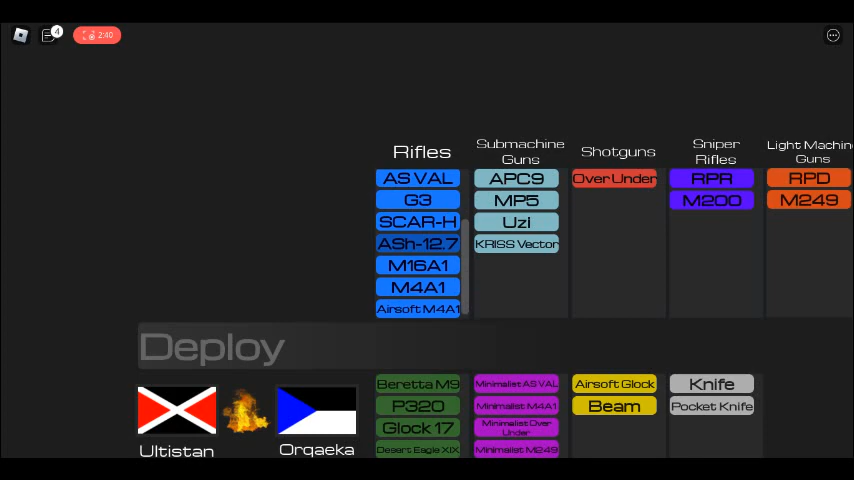 4
2:40
Rifles
Submachine
Guns
Shotguns
Sniper
Rifles
Light Machin
Guns
AS VAL
APC9
Over Under
RPR
RPD
G3
MP5
M200
M249
SCAR-H
Uzi
ASh-12.7
KRISS Vector
M16A1
M4A1
Airsoft M4A1
Deploy
Beretta M9
Minimalist AS VAL
Airsoft Glock
Knife
P320
Minimalist M4A1
Beam
Pocket Knife
Glock 17
Minimalist Over
Under
Desert Eagle XIX
Minimalist M249
Ultistan
Orqaeka